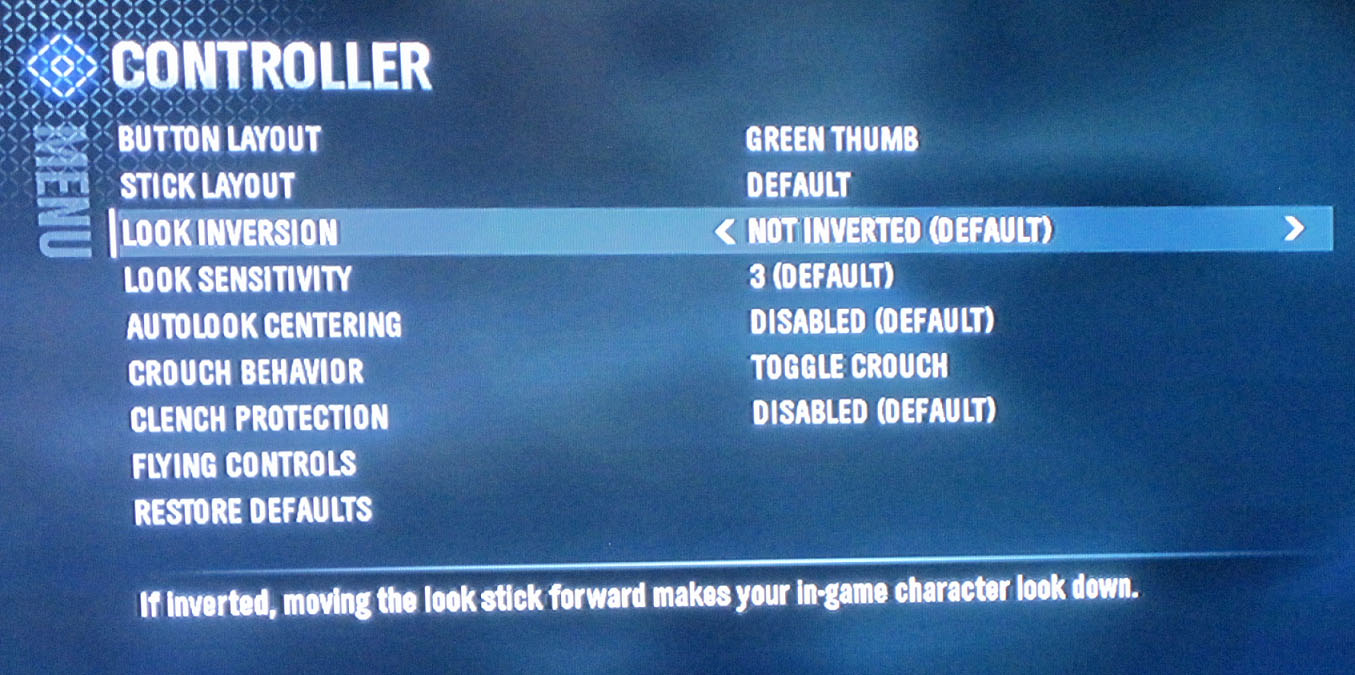 CONTROLLER
MENU
BUTTON LAYOUT GREEN THUMB
STICK LAYOUT DEFAULT
LOOK INVERSION < NOT INVERTED (DEFAULT) >
LOOK SENSITIVITY 3 (DEFAULT)
AUTOLOOK CENTERING DISABLED (DEFAULT)
CROUCH BEHAVIOR TOGGLE CROUCH
CLENCH PROTECTION DISABLED (DEFAULT)
FLYING CONTROLS
RESTORE DEFAULTS
If inverted, moving the look stick forward makes your in-game character look down.